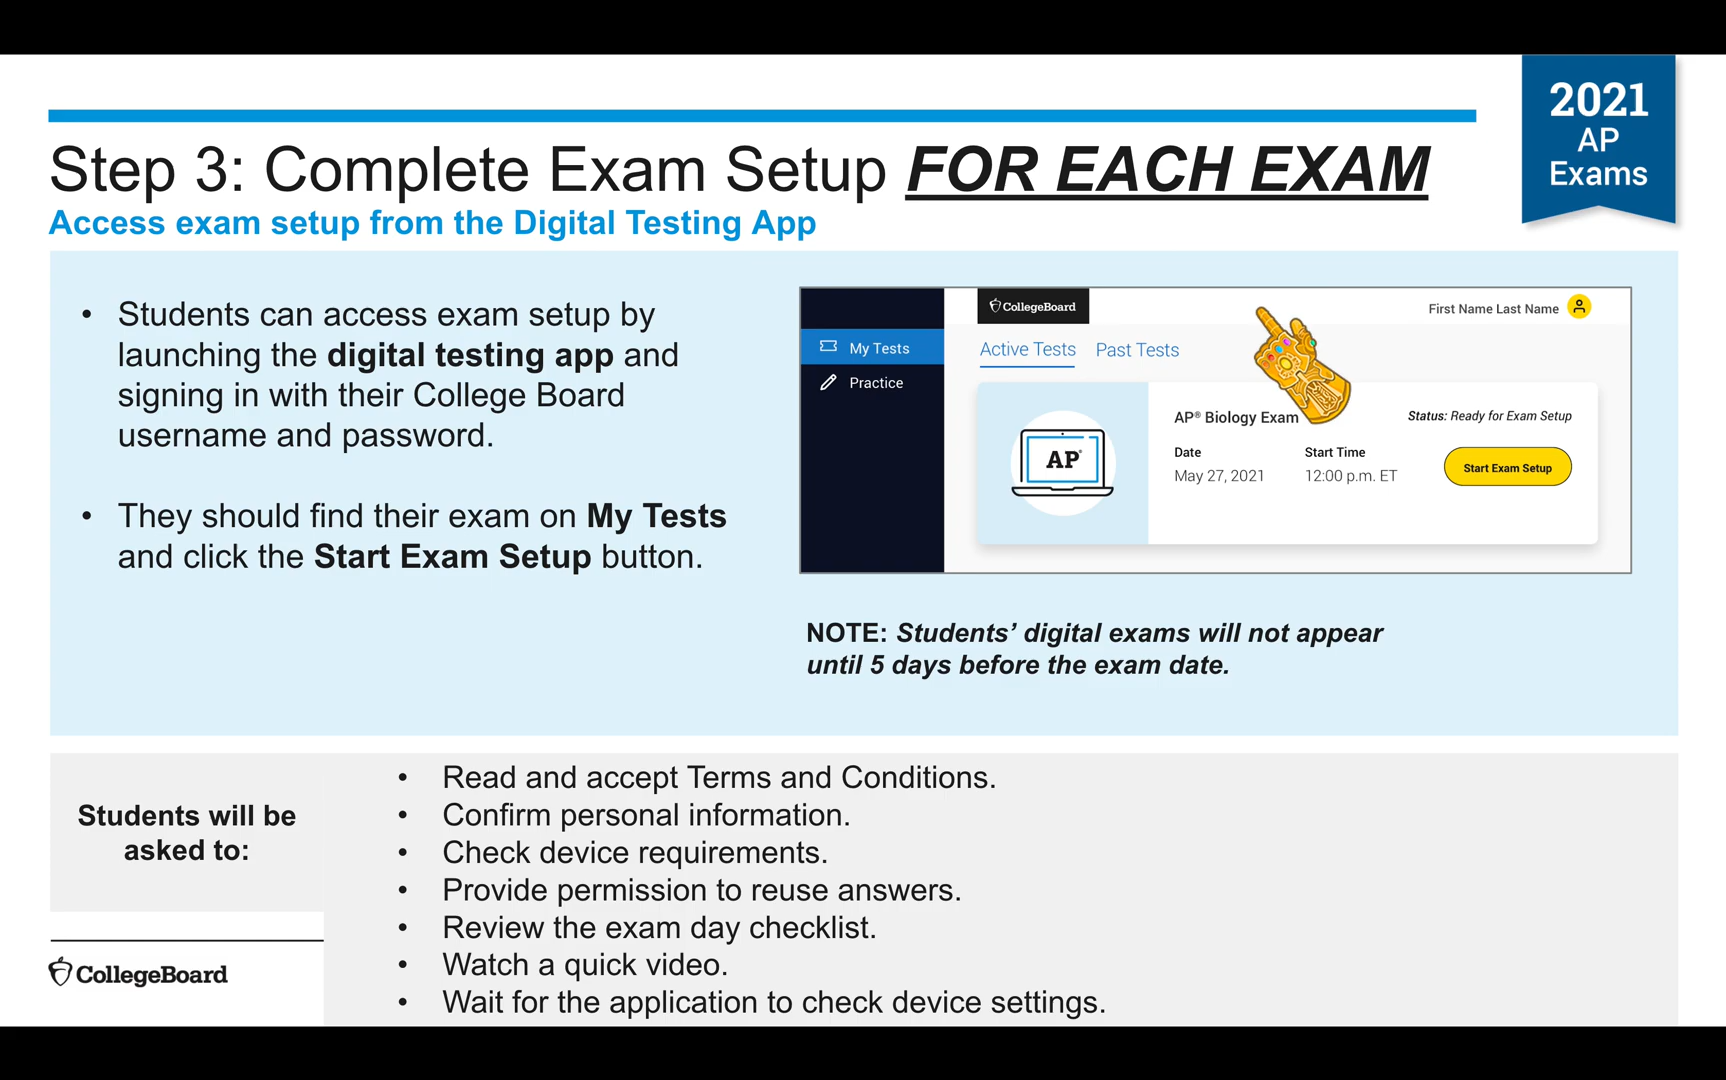 2021
AP
Exams
Step 3: Complete Exam Setup FOR EACH EXAM
Access exam setup from the Digital Testing App
• Students can access exam setup by
launching the digital testing app and
signing in with their College Board
username and password.
• They should find their exam on My Tests
and click the Start Exam Setup button.
CollegeBoard
First Name Last Name
My Tests
Practice
Active Tests Past Tests
AP® Biology Exam
Status: Ready for Exam Setup
AP®
Date Start Time
May 27, 2021 12:00 p.m. ET
Start Exam Setup
NOTE: Students’ digital exams will not appear
until 5 days before the exam date.
Students will be
asked to:
• Read and accept Terms and Conditions.
• Confirm personal information.
• Check device requirements.
• Provide permission to reuse answers.
• Review the exam day checklist.
• Watch a quick video.
• Wait for the application to check device settings.
CollegeBoard